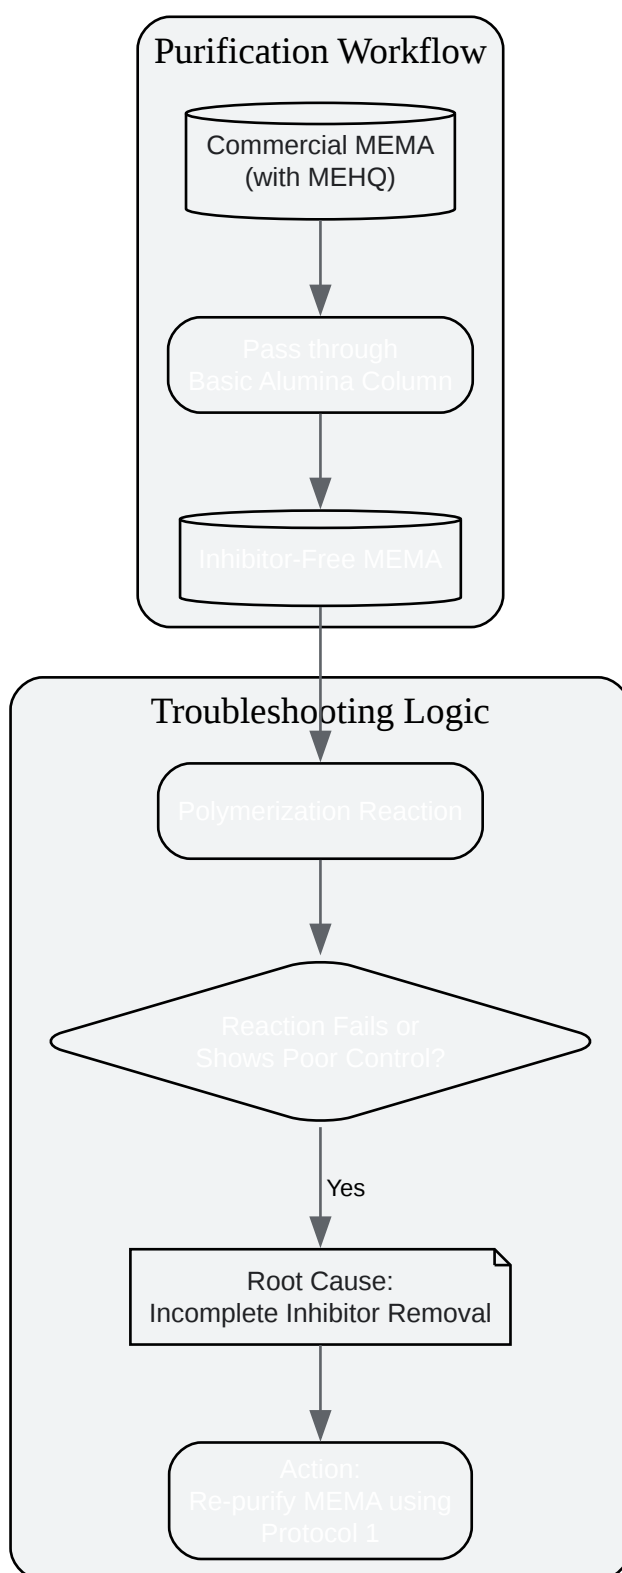 Purification Workflow
Commercial MEMA
(with MEHQ)
Pass through
Basic Alumina Column
Inhibitor-Free MEMA
Troubleshooting Logic
Polymerization Reaction
Reaction Fails or
Shows Poor Control?
Yes
Root Cause:
Incomplete Inhibitor Removal
Action:
Re-purify MEMA using
Protocol 1